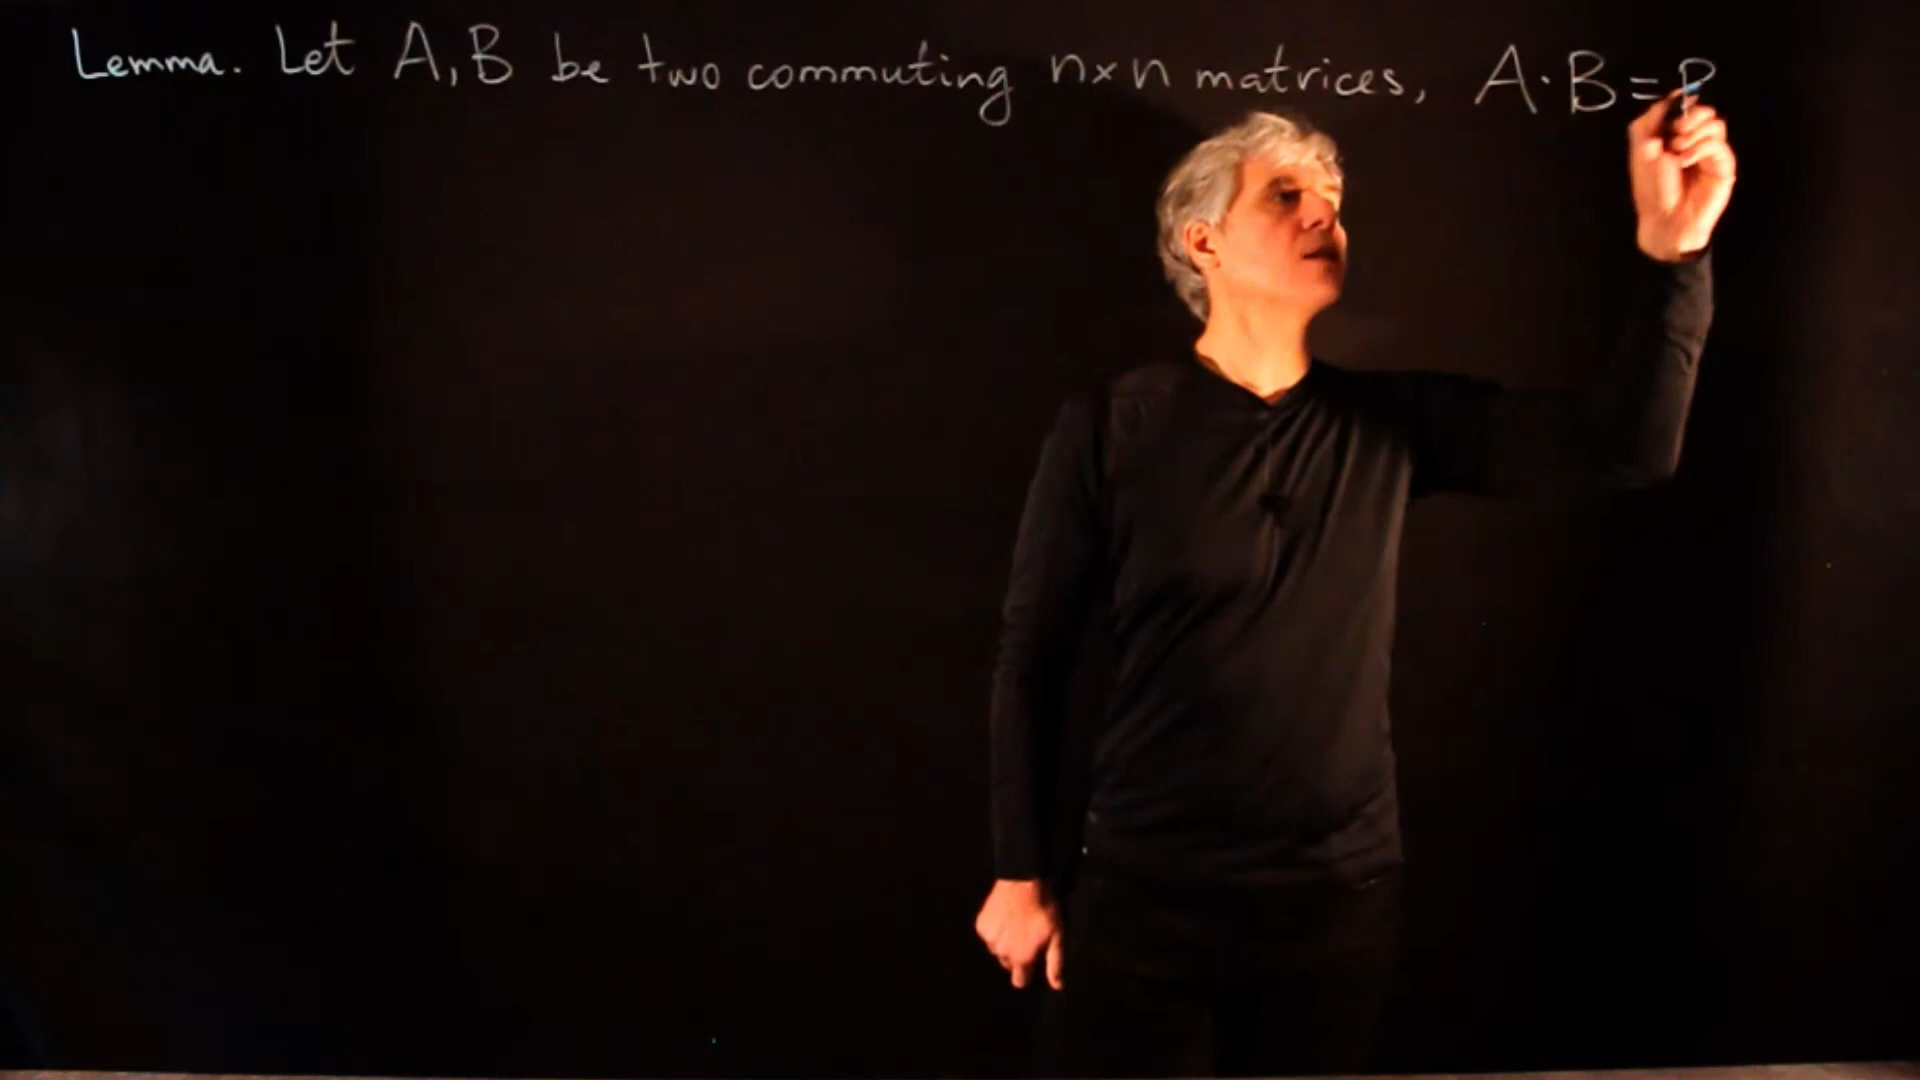 Lemma. Let A, B be two commuting n×n matrices, A·B=